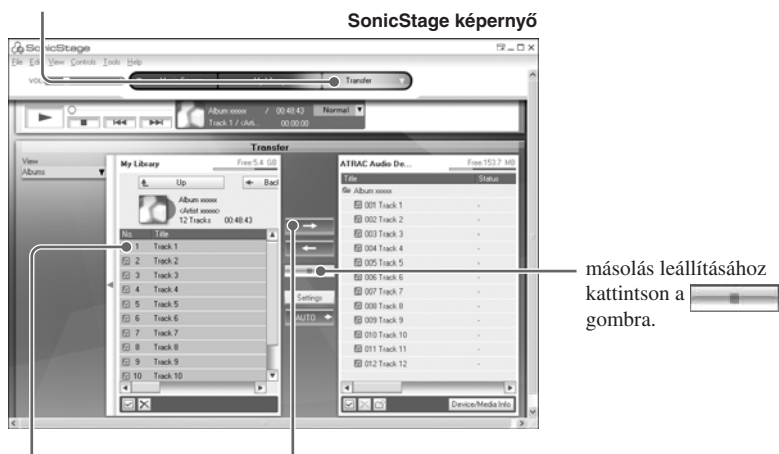 SonicStage képernyő
SonicStage
File Edit View Controls Tools Help
Transfer
Album xxxxx / 00:48:43 Normal
Track 1 / <Arti... 00:00:00
Transfer
View
Albums
My Library Free:5.4 GB
Up Back
Album xxxxx
<Artist xxxxx>
12 Tracks 00:48:43
No. Title
1 Track 1
2 Track 2
3 Track 3
4 Track 4
5 Track 5
6 Track 6
7 Track 7
8 Track 8
9 Track 9
10 Track 10
Settings
AUTO
ATRAC Audio De... Free:153.7 MB
Title Status
Album xxxxx
001 Track 1 -
002 Track 2 -
003 Track 3 -
004 Track 4 -
005 Track 5 -
006 Track 6 -
007 Track 7 -
008 Track 8 -
009 Track 9 -
010 Track 10 -
011 Track 11 -
012 Track 12 -
Device/Media Info
másolás leállításához
kattintson a
gombra.